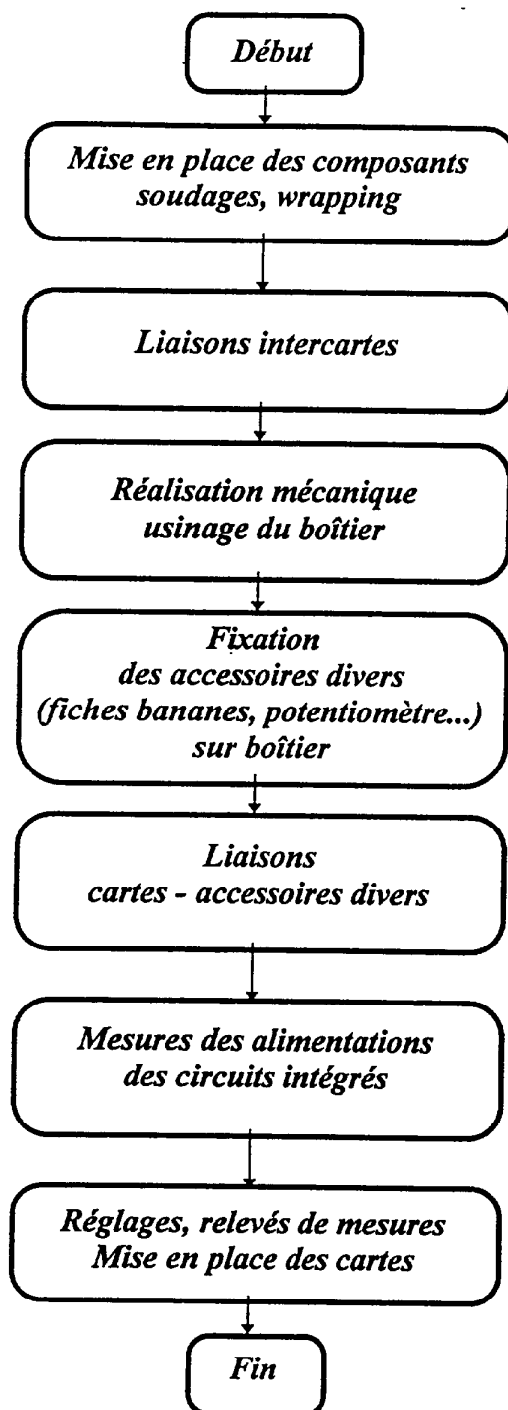 Début
Mise en place des composants
soudages, wrapping
Liaisons intercartes
Réalisation mécanique
usinage du boîtier
Fixation
des accessoires divers
(fiches bananes, potentiomètre...)
sur boîtier
Liaisons
cartes - accessoires divers
Mesures des alimentations
des circuits intégrés
Réglages, relevés de mesures
Mise en place des cartes
Fin